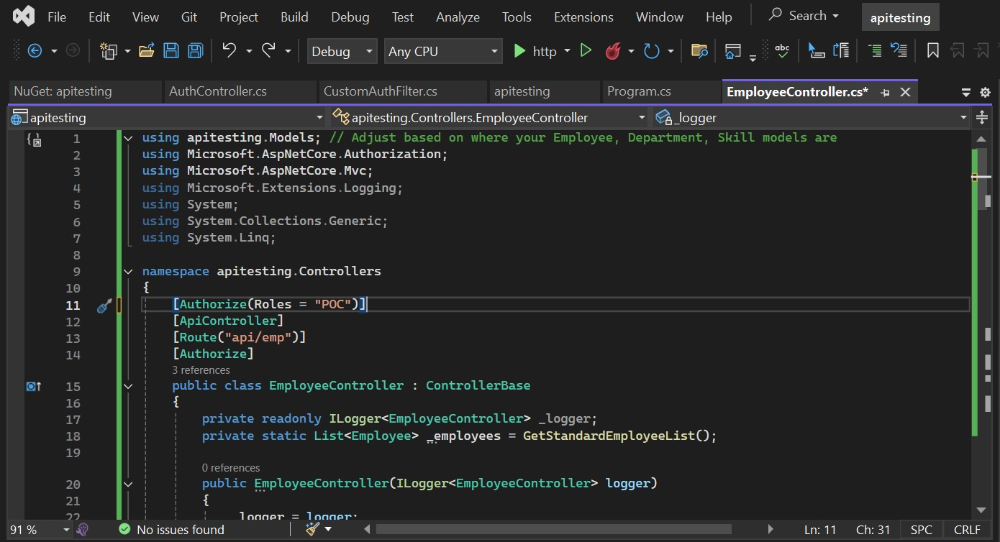 File Edit View Git Project Build Debug Test Analyze Tools Extensions Window Help Search apitesting
Debug Any CPU http abc
NuGet: apitesting AuthController.cs CustomAuthFilter.cs apitesting Program.cs EmployeeController.cs*
apitesting apitesting.Controllers.EmployeeController _logger
1 using apitesting.Models; // Adjust based on where your Employee, Department, Skill models are
2 using Microsoft.AspNetCore.Authorization;
3 using Microsoft.AspNetCore.Mvc;
4 using Microsoft.Extensions.Logging;
5 using System;
6 using System.Collections.Generic;
7 using System.Linq;
8
9 namespace apitesting.Controllers
10 {
11 [Authorize(Roles = "POC")]
12 [ApiController]
13 [Route("api/emp")]
14 [Authorize]
3 references
15 public class EmployeeController : ControllerBase
16 {
17 private readonly ILogger<EmployeeController> _logger;
18 private static List<Employee> _employees = GetStandardEmployeeList();
19
0 references
20 public EmployeeController(ILogger<EmployeeController> logger)
21 {
22 _logger = logger;
91 % No issues found Ln: 11 Ch: 31 SPC CRLF